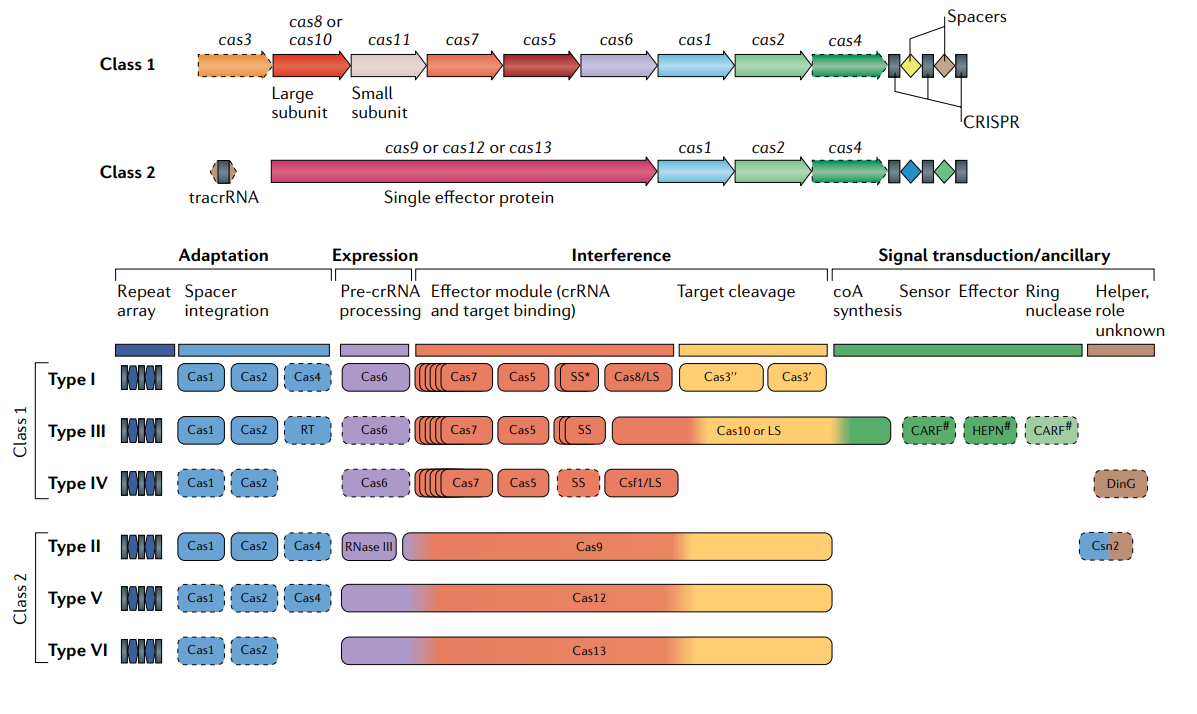 Spacers
cas8 or
cas3 cas10 cas11 cas7 cas5 cas6 cas1 cas2 cas4
Class 1
Large Small
subunit subunit
CRISPR
cas9 or cas12 or cas13 cas1 cas2 cas4
Class 2
tracrRNA Single effector protein
Adaptation Expression Interference Signal transduction/ancillary
Repeat Spacer Pre-crRNA Effector module (crRNA Target cleavage coA Sensor Effector Ring Helper,
array integration processing and target binding) synthesis nuclease role
unknown
Class 1
Type I Cas1 Cas2 Cas4 Cas6 Cas7 Cas5 SS* Cas8/LS Cas3′′ Cas3′
Type III Cas1 Cas2 RT Cas6 Cas7 Cas5 SS Cas10 or LS CARF# HEPN# CARF#
Type IV Cas1 Cas2 Cas6 Cas7 Cas5 SS Csf1/LS DinG
Class 2
Type II Cas1 Cas2 Cas4 RNase III Cas9 Csn2
Type V Cas1 Cas2 Cas4 Cas12
Type VI Cas1 Cas2 Cas13